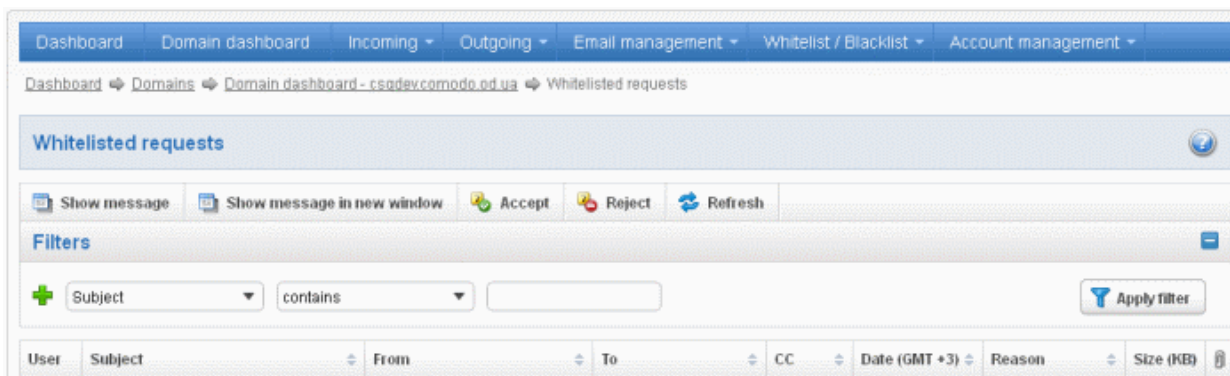 Dashboard Domain dashboard Incoming Outgoing Email management Whitelist / Blacklist Account management
Dashboard Domains Domain dashboard - csgdev.comodo.od.ua Whitelisted requests
Whitelisted requests
Show message Show message in new window Accept Reject Refresh
Filters
Subject contains Apply filter
User Subject From To CC Date (GMT +3) Reason Size (KB)